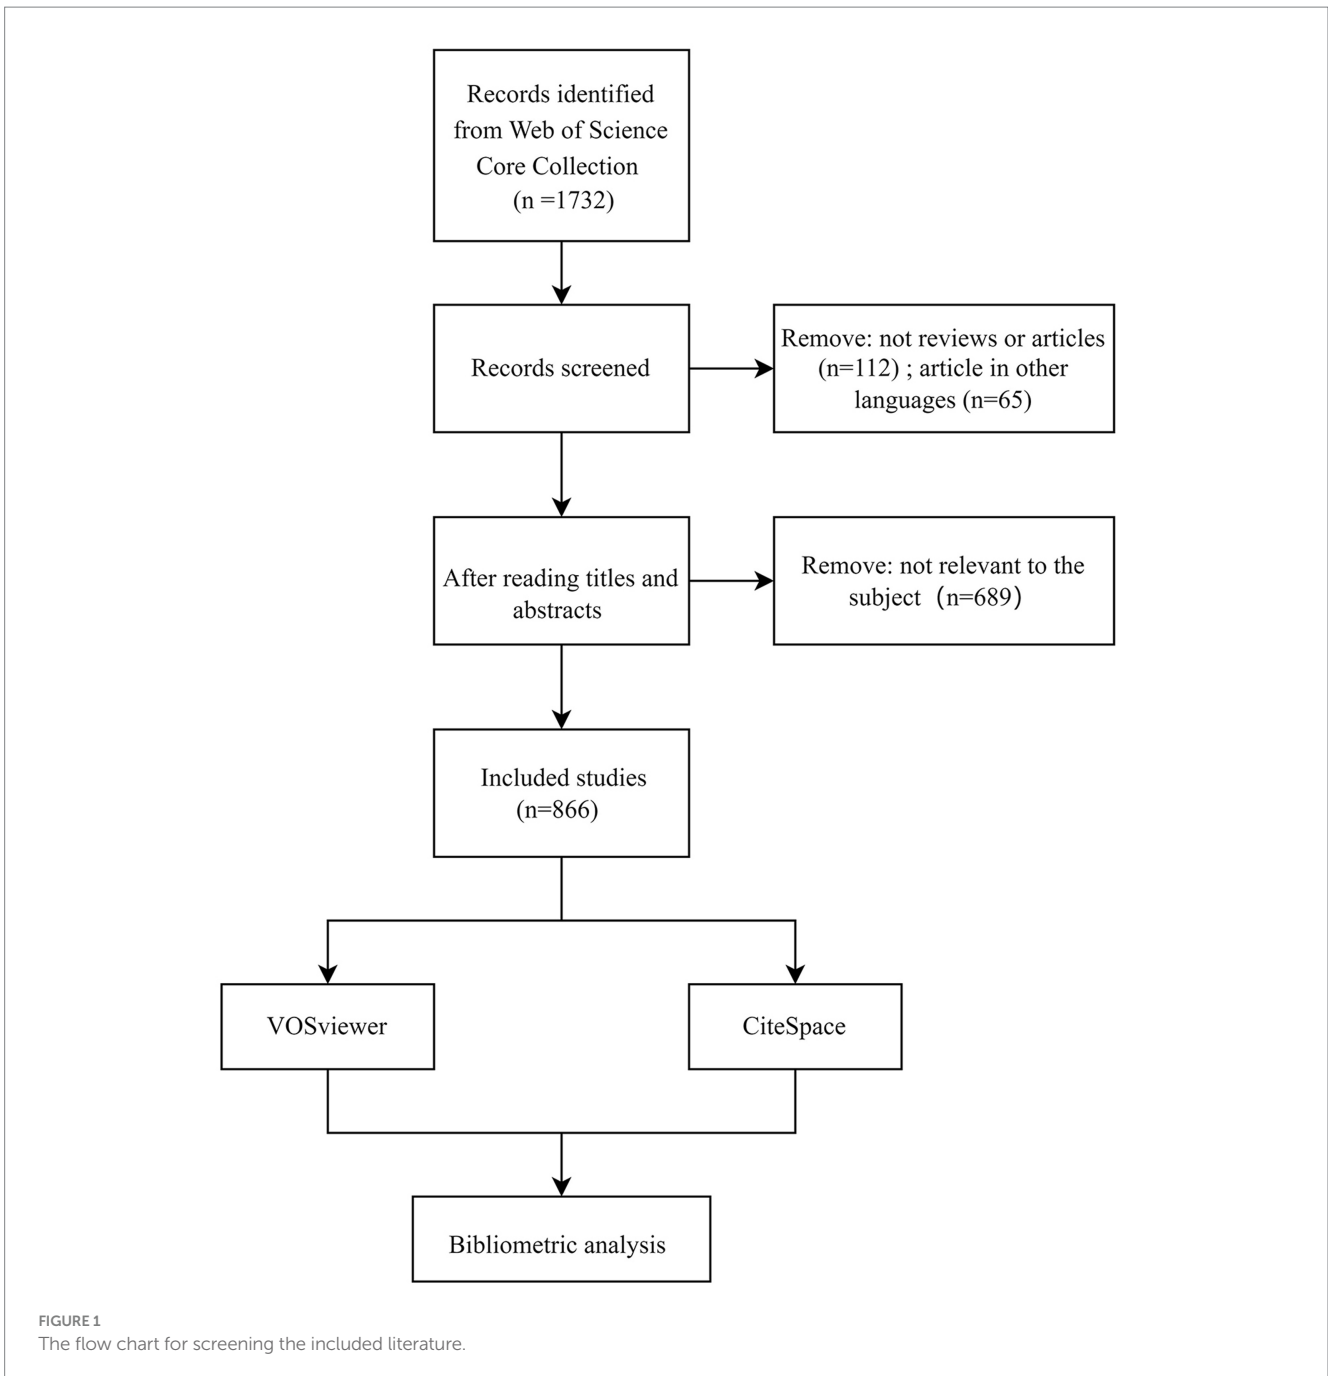 Records identified
from Web of Science
Core Collection
(n =1732)
Records screened
Remove: not reviews or articles
(n=112) ; article in other
languages (n=65)
After reading titles and
abstracts
Remove: not relevant to the
subject（n=689）
Included studies
(n=866)
VOSviewer
CiteSpace
Bibliometric analysis
FIGURE 1
The flow chart for screening the included literature.